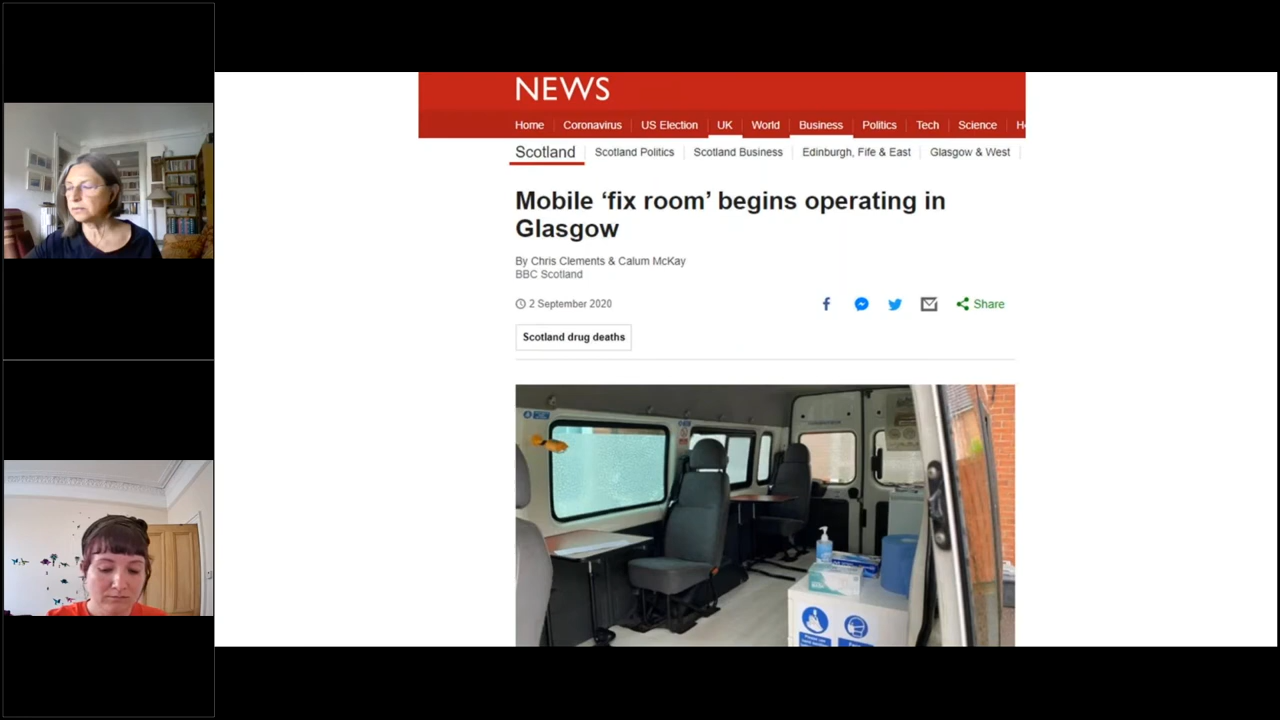 NEWS
Home Coronavirus US Election UK World Business Politics Tech Science
Scotland Scotland Politics Scotland Business Edinburgh, Fife & East Glasgow & West
Mobile ‘fix room’ begins operating in
Glasgow
By Chris Clements & Calum McKay
BBC Scotland
2 September 2020
Share
Scotland drug deaths